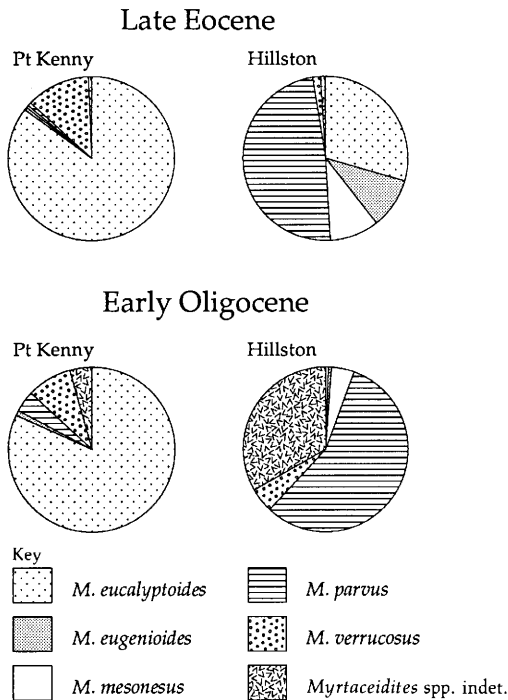 Late Eocene
Pt Kenny
Hillston
Early Oligocene
Pt Kenny
Hillston
Key
M. eucalyptoides
M. parvus
M. eugenioides
M. verrucosus
M. mesonesus
Myrtaceidites spp. indet.